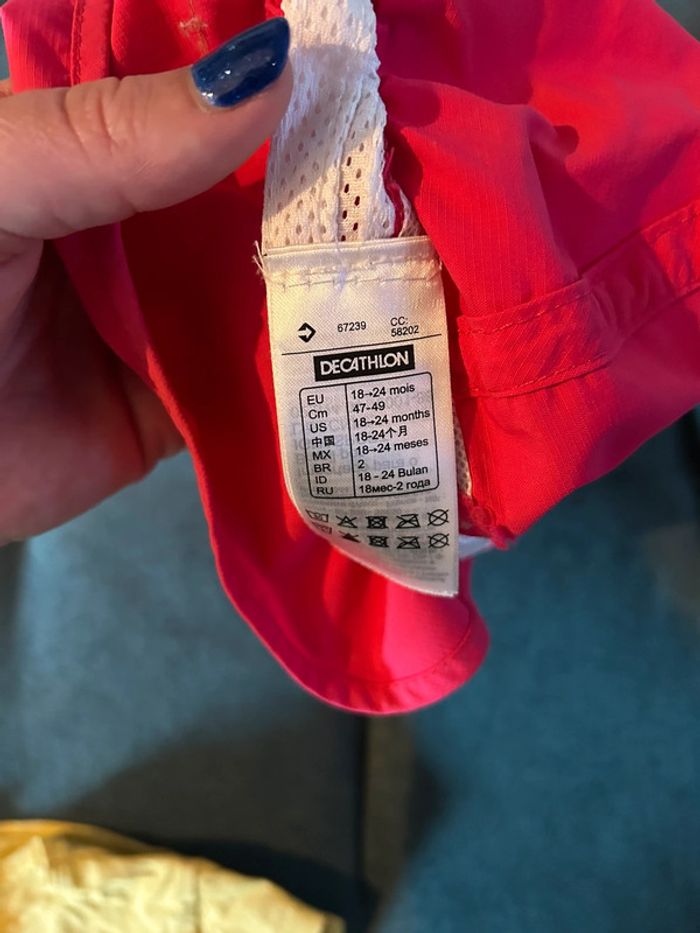 67239 CC:
58202
DECATHLON
EU 18→24 mois
Cm 47-49
US 18→24 months
中国 18-24个月
MX 18→24 meses
BR 2
ID 18 - 24 Bulan
RU 18мес-2 года